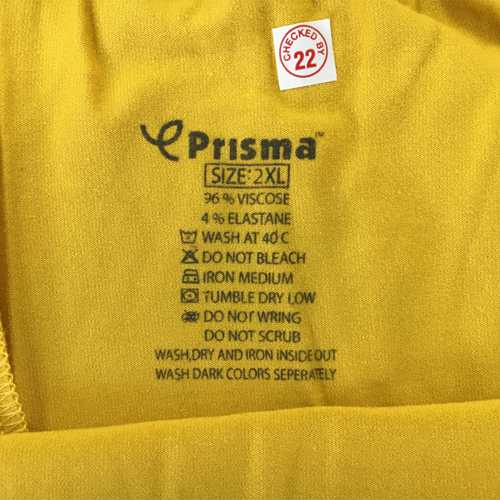 CHECKED BY
22
Prisma™
SIZE: 2XL
96 % VISCOSE
4 % ELASTANE
WASH AT 40 C
DO NOT BLEACH
IRON MEDIUM
TUMBLE DRY LOW
DO NOT WRING
DO NOT SCRUB
WASH,DRY AND IRON INSIDE OUT
WASH DARK COLORS SEPERATELY